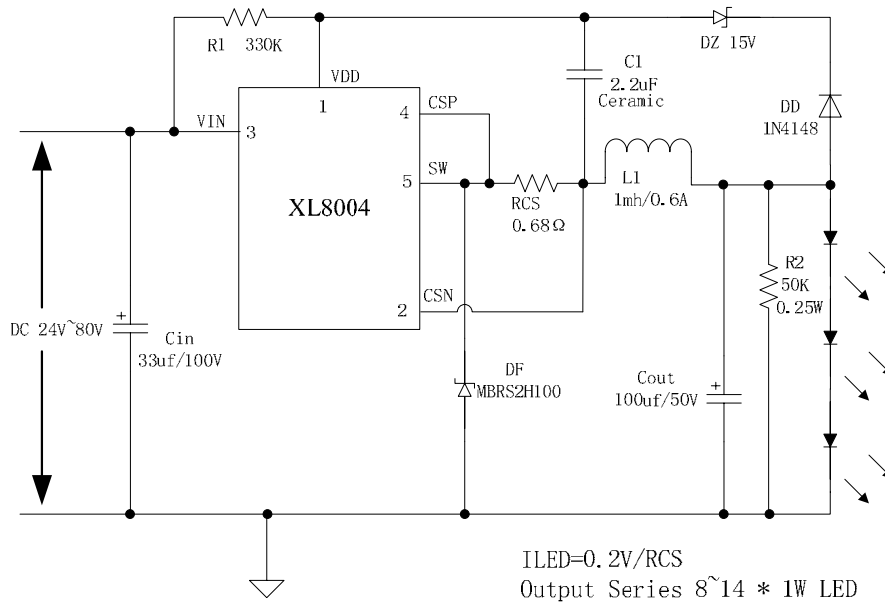 R1 330K
DZ 15V
VDD
1
C1
2.2uF
Ceramic
DD
1N4148
VIN
3
4
CSP
5
SW
XL8004
RCS
0.68Ω
L1
1mh/0.6A
2
CSN
R2
50K
0.25W
DC 24V~80V
+
Cin
33uf/100V
DF
MBRS2H100
Cout
100uf/50V
+
ILED=0.2V/RCS
Output Series 8~14 * 1W LED